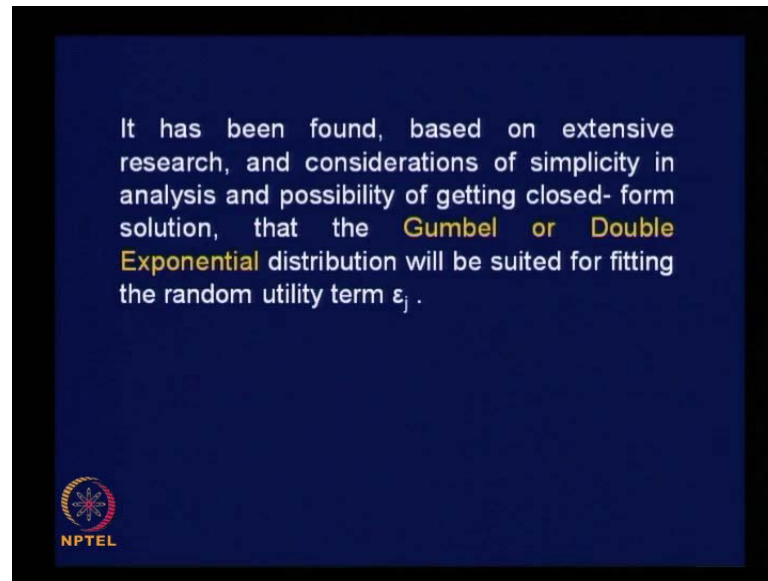 It has been found, based on extensive
research, and considerations of simplicity in
analysis and possibility of getting closed- form
solution, that the Gumbel or Double
Exponential distribution will be suited for fitting
the random utility term εj .
NPTEL